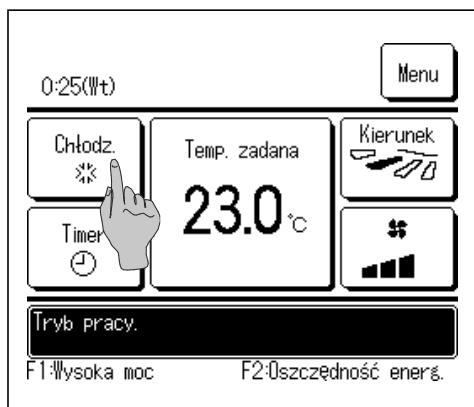 0:25(Wt)
Menu
Chłodz.
Temp. zadana
Kierunek
23.0 °C
Timer
Tryb pracy.
F1:Wysoka moc
F2:Oszczędność energ.